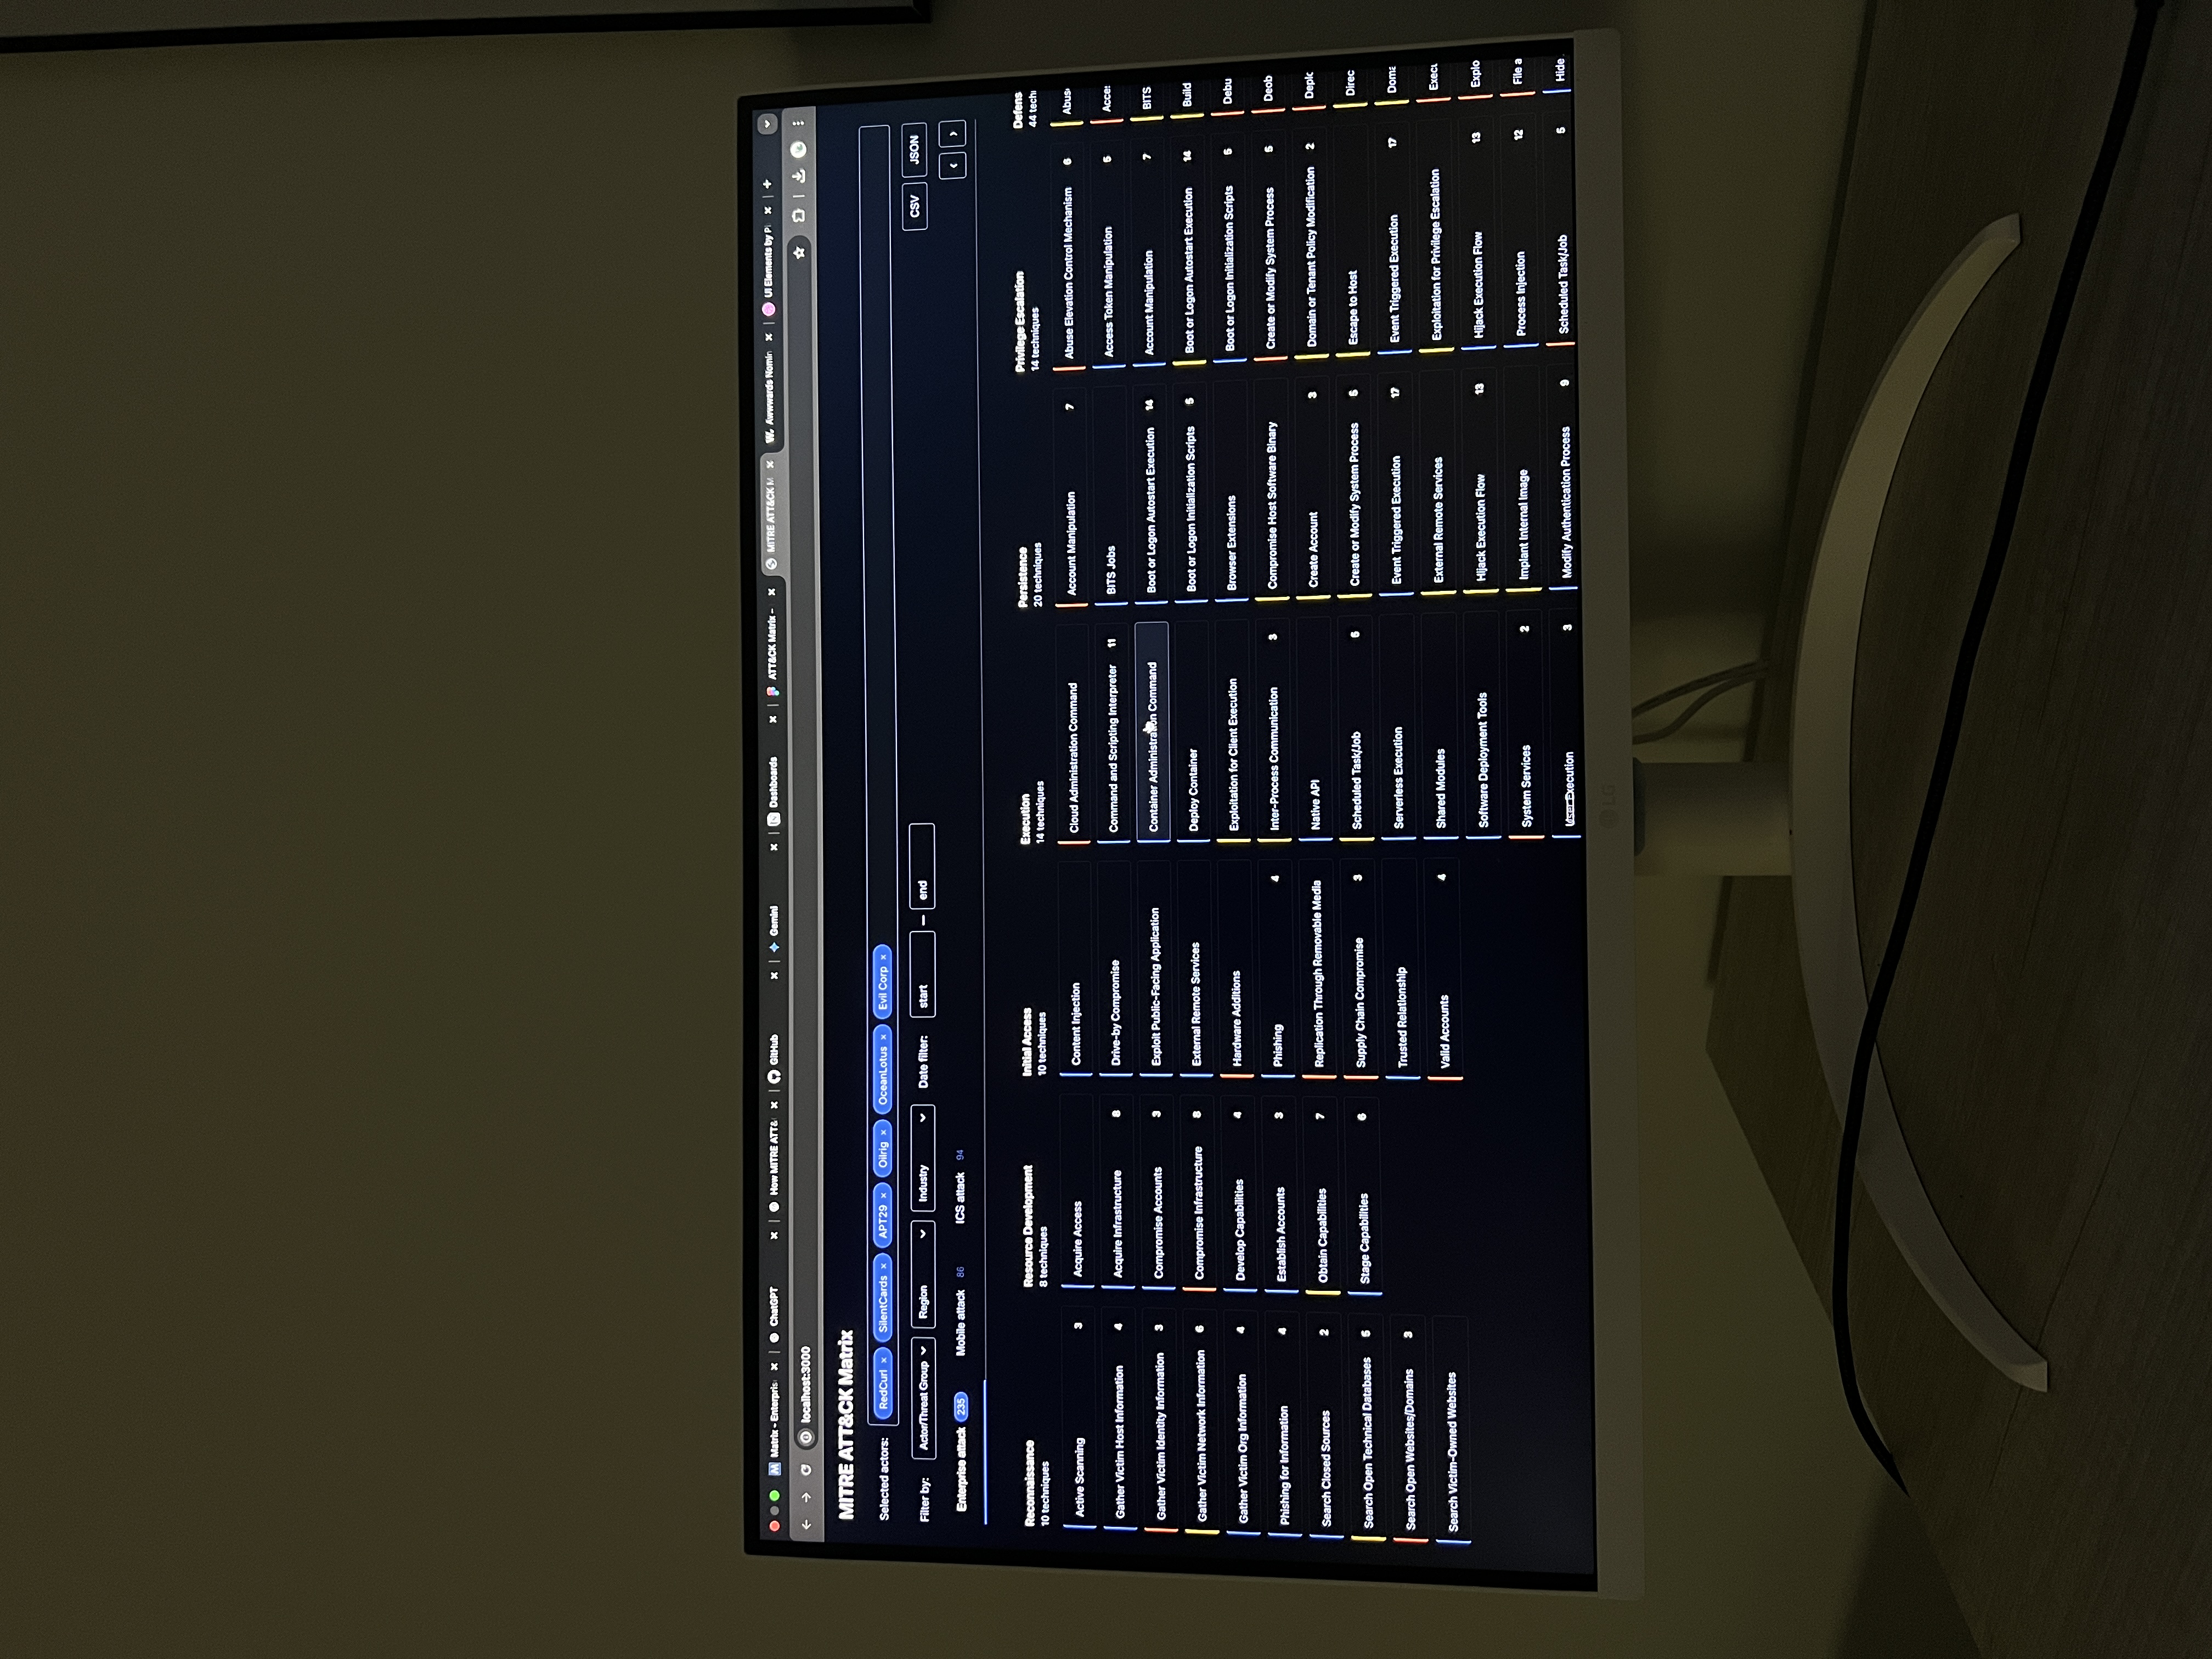 Matrix - Enterpris
ChatGPT
How MITRE ATT&
GitHub
Gemini
Dashboards
ATT&CK Matrix –
MITRE ATT&CK M
Awwwards Nomin
UI Elements by Pi
localhost:3000
MITRE ATT&CK Matrix
Selected actors: RedCurl × SilentCards × APT29 × Oilrig × OceanLotus × Evil Corp ×
Filter by: Actor/Threat Group Region Industry Date filter: start – end CSV JSON
Enterprise attack 235 Mobile attack 86 ICS attack 94
Reconnaissance
10 techniques
Active Scanning 3
Gather Victim Host Information 4
Gather Victim Identity Information 3
Gather Victim Network Information 6
Gather Victim Org Information 4
Phishing for Information 4
Search Closed Sources 2
Search Open Technical Databases 5
Search Open Websites/Domains 3
Search Victim-Owned Websites
Resource Development
8 techniques
Acquire Access
Acquire Infrastructure 8
Compromise Accounts 3
Compromise Infrastructure 8
Develop Capabilities 4
Establish Accounts 3
Obtain Capabilities 7
Stage Capabilities 6
Initial Access
10 techniques
Content Injection
Drive-by Compromise
Exploit Public-Facing Application
External Remote Services
Hardware Additions
Phishing 4
Replication Through Removable Media
Supply Chain Compromise 3
Trusted Relationship
Valid Accounts 4
Execution
14 techniques
Cloud Administration Command
Command and Scripting Interpreter 11
Container Administration Command
Deploy Container
Exploitation for Client Execution
Inter-Process Communication 3
Native API
Scheduled Task/Job 5
Serverless Execution
Shared Modules
Software Deployment Tools
System Services 2
User Execution 3
Persistence
20 techniques
Account Manipulation 7
BITS Jobs
Boot or Logon Autostart Execution 14
Boot or Logon Initialization Scripts 5
Browser Extensions
Compromise Host Software Binary
Create Account 3
Create or Modify System Process 5
Event Triggered Execution 17
External Remote Services
Hijack Execution Flow 13
Implant Internal Image
Modify Authentication Process 9
Privilege Escalation
14 techniques
Abuse Elevation Control Mechanism 6
Access Token Manipulation 5
Account Manipulation 7
Boot or Logon Autostart Execution 14
Boot or Logon Initialization Scripts 5
Create or Modify System Process 5
Domain or Tenant Policy Modification 2
Escape to Host
Event Triggered Execution 17
Exploitation for Privilege Escalation
Hijack Execution Flow 13
Process Injection 12
Scheduled Task/Job 5
Defens
44 tech
Abus
Acce
BITS
Build
Debu
Deob
Deplo
Direc
Doma
Execu
Explo
File a
Hide
LG